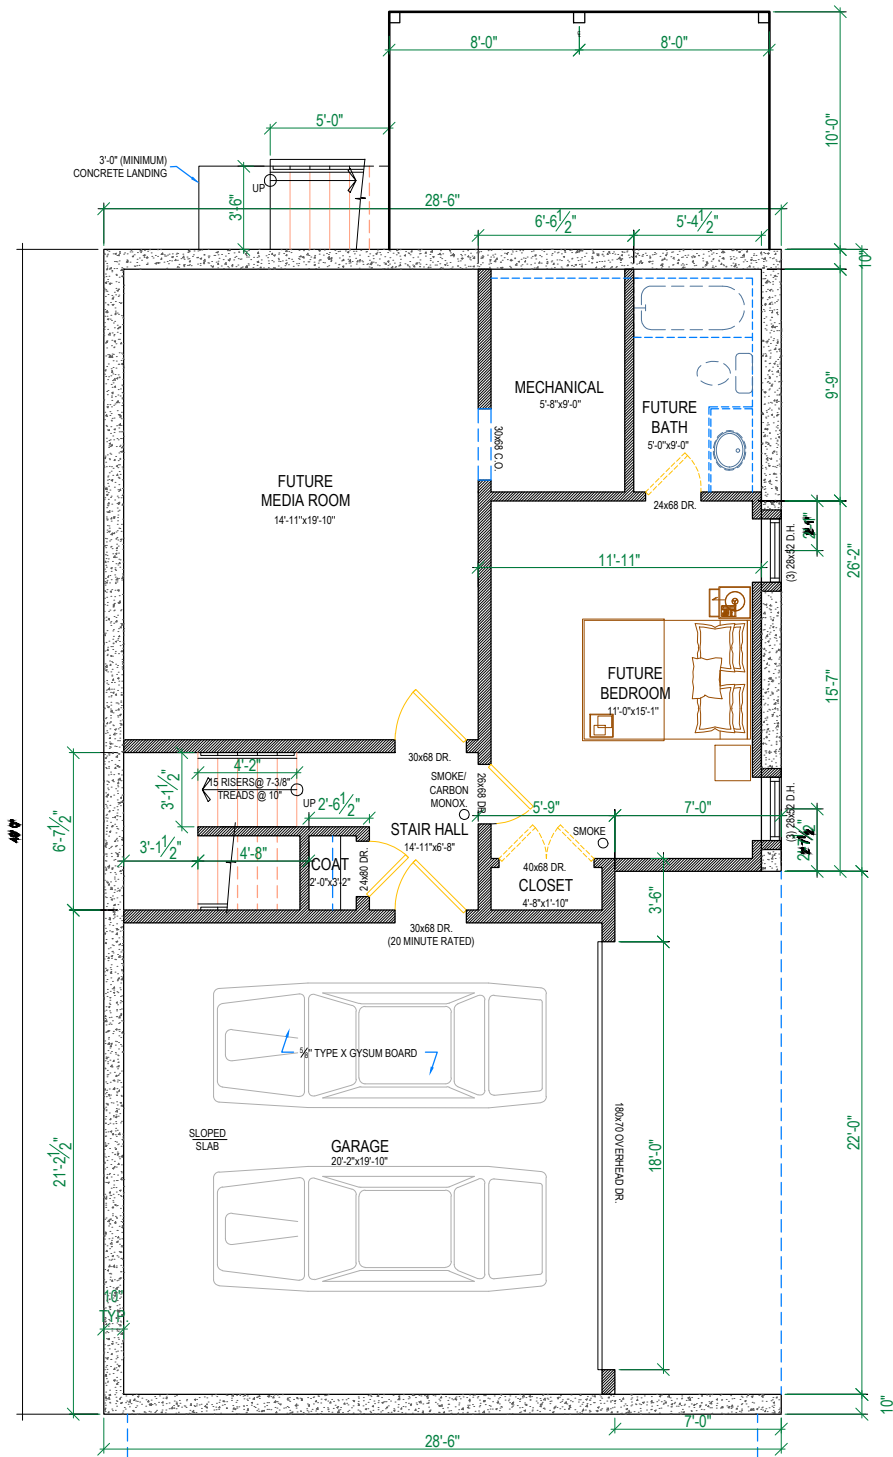 8'-0"
8'-0"
10'-0"
5'-0"
3'-0" (MINIMUM)
CONCRETE LANDING
UP
3'-6"
28'-6"
6'-6½"
5'-4½"
10"
MECHANICAL
5'-8"x9'-0"
FUTURE
BATH
5'-0"x9'-0"
9'-9"
30x68 C.O.
FUTURE
MEDIA ROOM
14'-11"x19'-10"
24x68 DR.
(3) 28x52 D.H.
11'-11"
26'-2"
FUTURE
BEDROOM
11'-0"x15'-1"
15'-7"
30x68 DR.
4'-2"
15 RISERS@ 7-3/8"
TREADS @ 10"
UP
3'-1½"
2'-6½"
SMOKE/
CARBON
MONOX.
26x68 DR.
5'-9"
7'-0"
(3) 28x52 D.H.
6'-7½"
STAIR HALL
14'-11"x6'-8"
SMOKE
3'-1½"
4'-8"
COAT
2'-0"x3'-2"
24x80 DR.
40x68 DR.
CLOSET
4'-8"x1'-10"
3'-6"
30x68 DR.
(20 MINUTE RATED)
⅝" TYPE X GYSUM BOARD
SLOPED
SLAB
GARAGE
20'-2"x19'-10"
180x70 OVERHEAD DR.
18'-0"
22'-0"
21'-2½"
10"
TYP.
10"
7'-0"
28'-6"